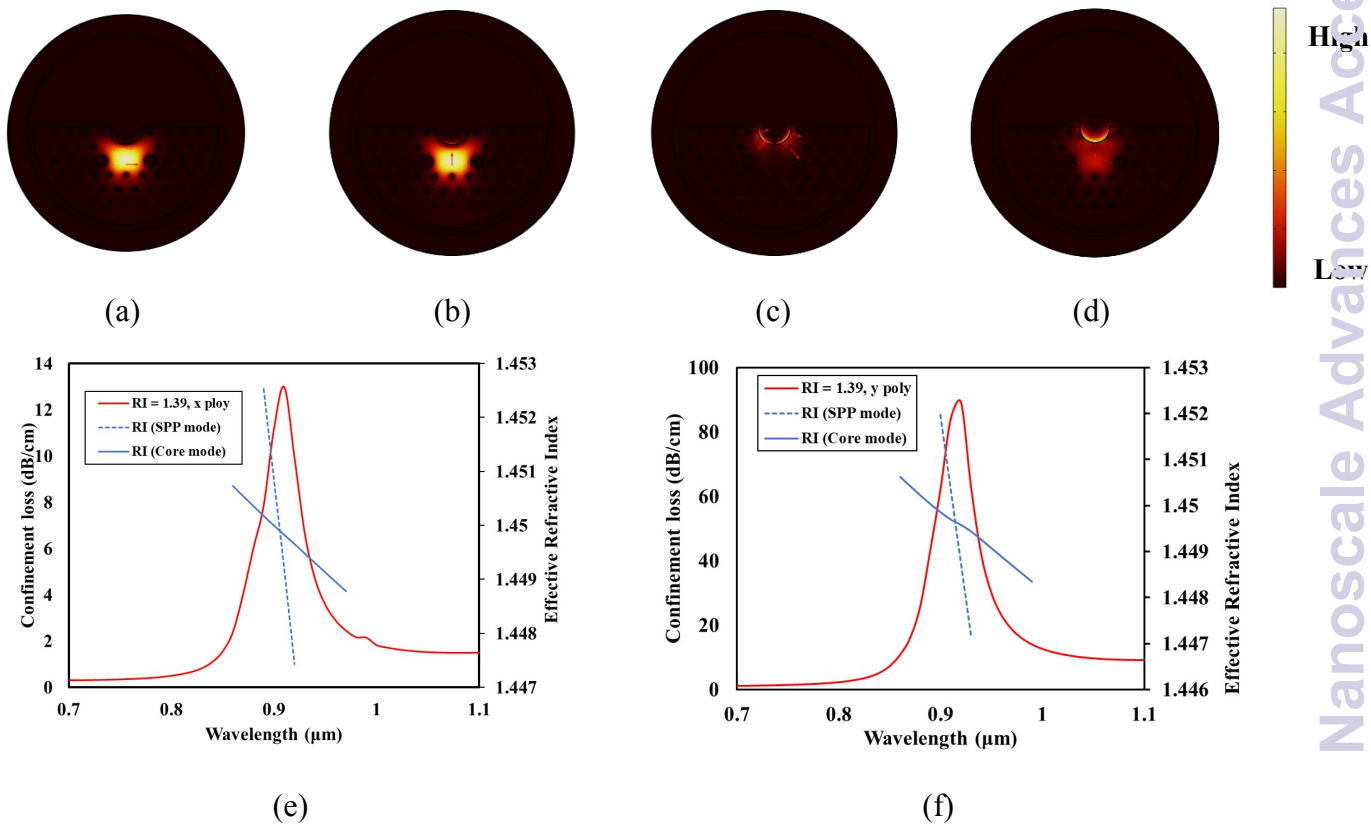 High
Low
(a)
(b)
(c)
(d)
14
12
10
8
6
4
2
0
Confinement loss (dB/cm)
RI = 1.39, x ploy
RI (SPP mode)
RI (Core mode)
1.453
1.452
1.451
1.45
1.449
1.448
1.447
Effective Refractive Index
0.7
0.8
0.9
1
1.1
Wavelength (µm)
(e)
100
80
60
40
20
0
Confinement loss (dB/cm)
RI = 1.39, y poly
RI (SPP mode)
RI (Core mode)
1.453
1.452
1.451
1.45
1.449
1.448
1.447
1.446
Effective Refractive Index
0.7
0.8
0.9
1
1.1
Wavelength (µm)
(f)
Nanoscale Advances